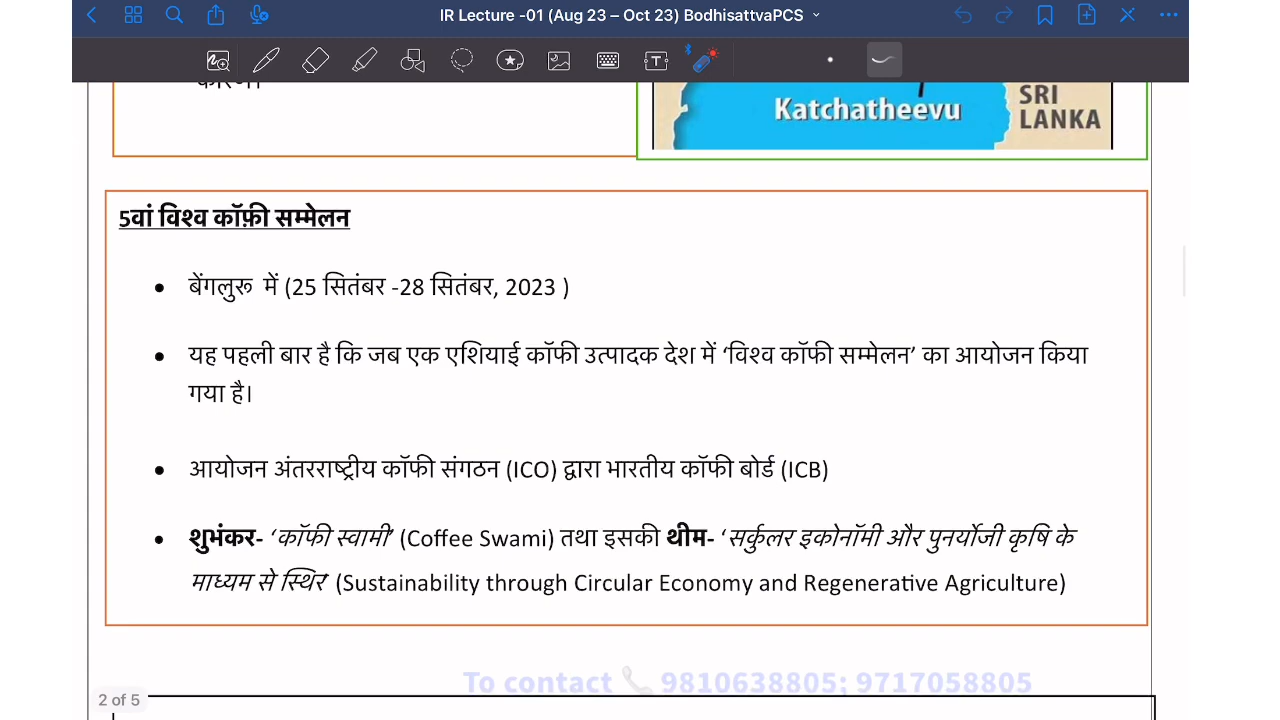 IR Lecture -01 (Aug 23 – Oct 23) BodhisattvaPCS
कारण।
Katchatheevu
SRI
LANKA
5वां विश्व कॉफ़ी सम्मेलन
• बेंगलुरू में (25 सितंबर -28 सितंबर, 2023 )
• यह पहली बार है कि जब एक एशियाई कॉफी उत्पादक देश में ‘विश्व कॉफी सम्मेलन’ का आयोजन किया
गया है।
• आयोजन अंतरराष्ट्रीय कॉफी संगठन (ICO) द्वारा भारतीय कॉफी बोर्ड (ICB)
• शुभंकर- ‘कॉफी स्वामी’ (Coffee Swami) तथा इसकी थीम- ‘सर्कुलर इकोनॉमी और पुनर्योजी कृषि के
माध्यम से स्थिर’ (Sustainability through Circular Economy and Regenerative Agriculture)
To contact 9810638805; 9717058805
2 of 5